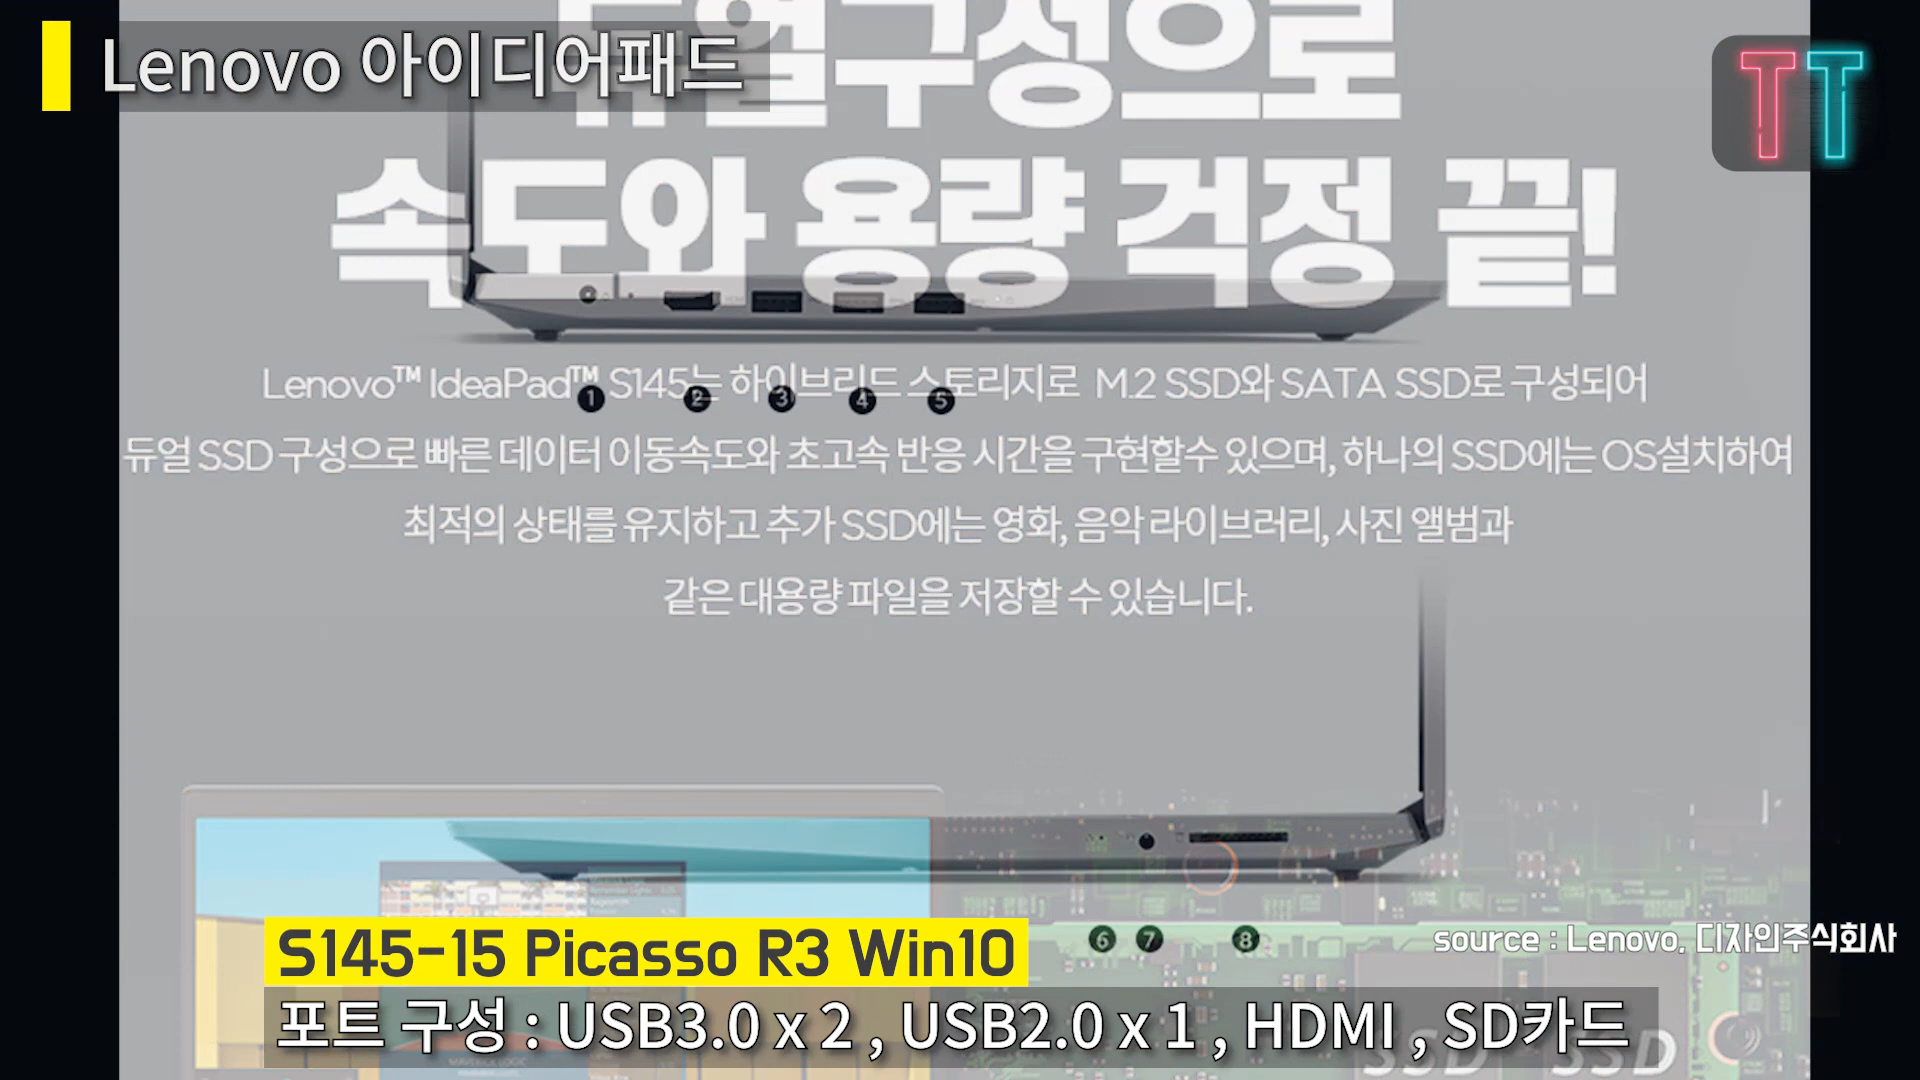 Lenovo 아이디어패드
TT
듀얼구성으로
속도와 용량 걱정 끝!
Lenovo™ IdeaPad™ S145는 하이브리드 스토리지로 M.2 SSD와 SATA SSD로 구성되어
1 2 3 4 5
듀얼 SSD 구성으로 빠른 데이터 이동속도와 초고속 반응 시간을 구현할수 있으며, 하나의 SSD에는 OS설치하여
최적의 상태를 유지하고 추가 SSD에는 영화, 음악 라이브러리, 사진 앨범과
같은 대용량 파일을 저장할 수 있습니다.
6 7 8
source : Lenovo, 디자인주식회사
S145-15 Picasso R3 Win10
포트 구성 : USB3.0 x 2 , USB2.0 x 1 , HDMI , SD카드
SSD SSD